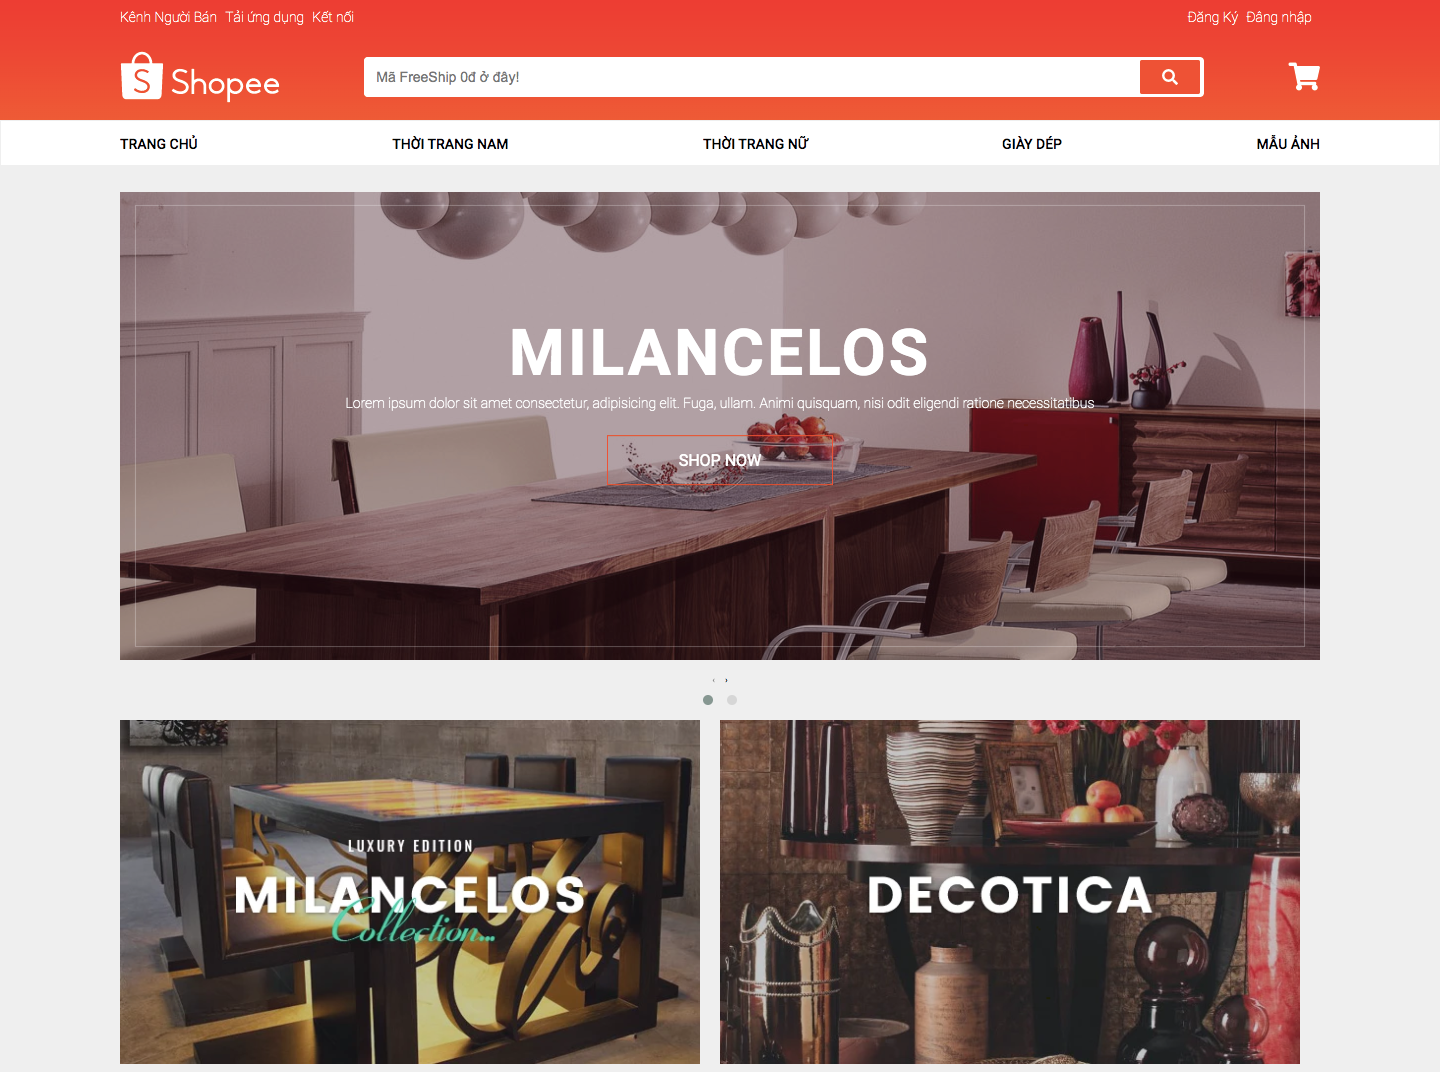 Kênh Người Bán Tải ứng dụng Kết nối
Đăng Ký Đăng nhập
S Shopee
Mã FreeShip 0đ ở đây!
TRANG CHỦ THỜI TRANG NAM THỜI TRANG NỮ GIÀY DÉP MẪU ẢNH
MILANCELOS
Lorem ipsum dolor sit amet consectetur, adipisicing elit. Fuga, ullam. Animi quisquam, nisi odit eligendi ratione necessitatibus
SHOP NOW
‹ ›
LUXURY EDITION
MILANCELOS
Collection...
DECOTICA